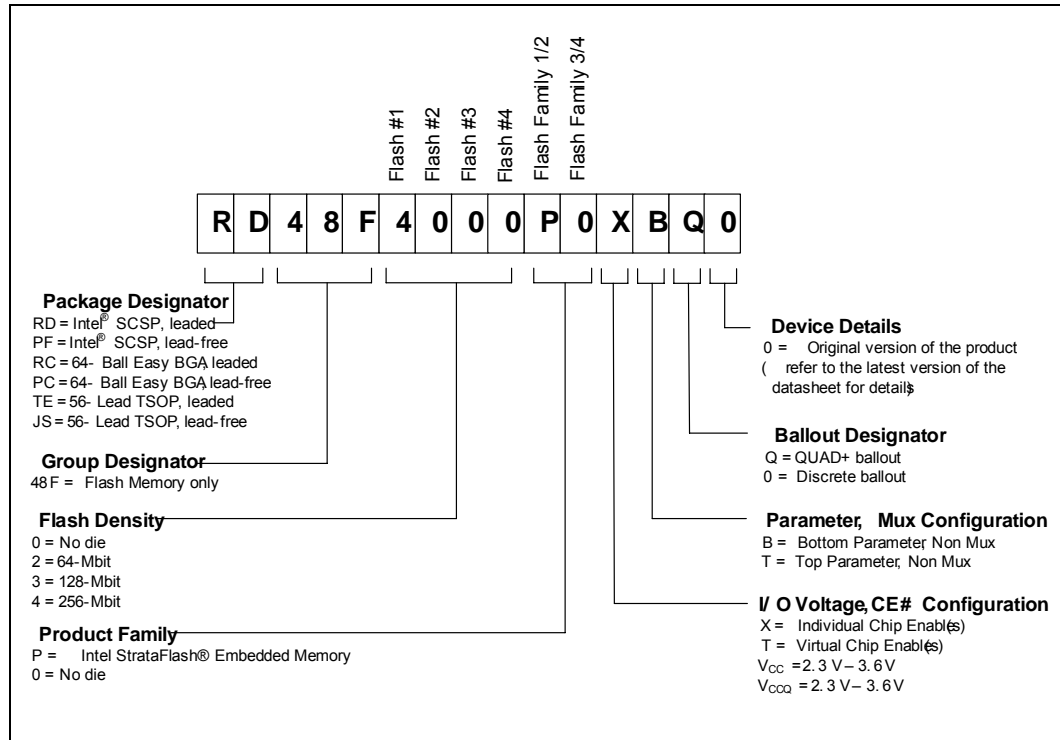 Flash #1
Flash #2
Flash #3
Flash #4
Flash Family 1/2
Flash Family 3/4
R D 4 8 F 4 0 0 0 P 0 X B Q 0
Package Designator
RD = Intel® SCSP, leaded
PF = Intel® SCSP, lead-free
RC = 64- Ball Easy BGA, leaded
PC = 64- Ball Easy BGA, lead-free
TE = 56- Lead TSOP, leaded
JS = 56- Lead TSOP, lead-free
Group Designator
48F = Flash Memory only
Flash Density
0 = No die
2 = 64-Mbit
3 = 128-Mbit
4 = 256-Mbit
Product Family
P = Intel StrataFlash® Embedded Memory
0 = No die
Device Details
0 = Original version of the product
( refer to the latest version of the
datasheet for details)
Ballout Designator
Q = QUAD+ ballout
0 = Discrete ballout
Parameter, Mux Configuration
B = Bottom Parameter, Non Mux
T = Top Parameter, Non Mux
I/ O Voltage, CE# Configuration
X = Individual Chip Enable(s)
T = Virtual Chip Enable(s)
VCC = 2.3 V – 3.6 V
VCCQ = 2.3 V – 3.6 V